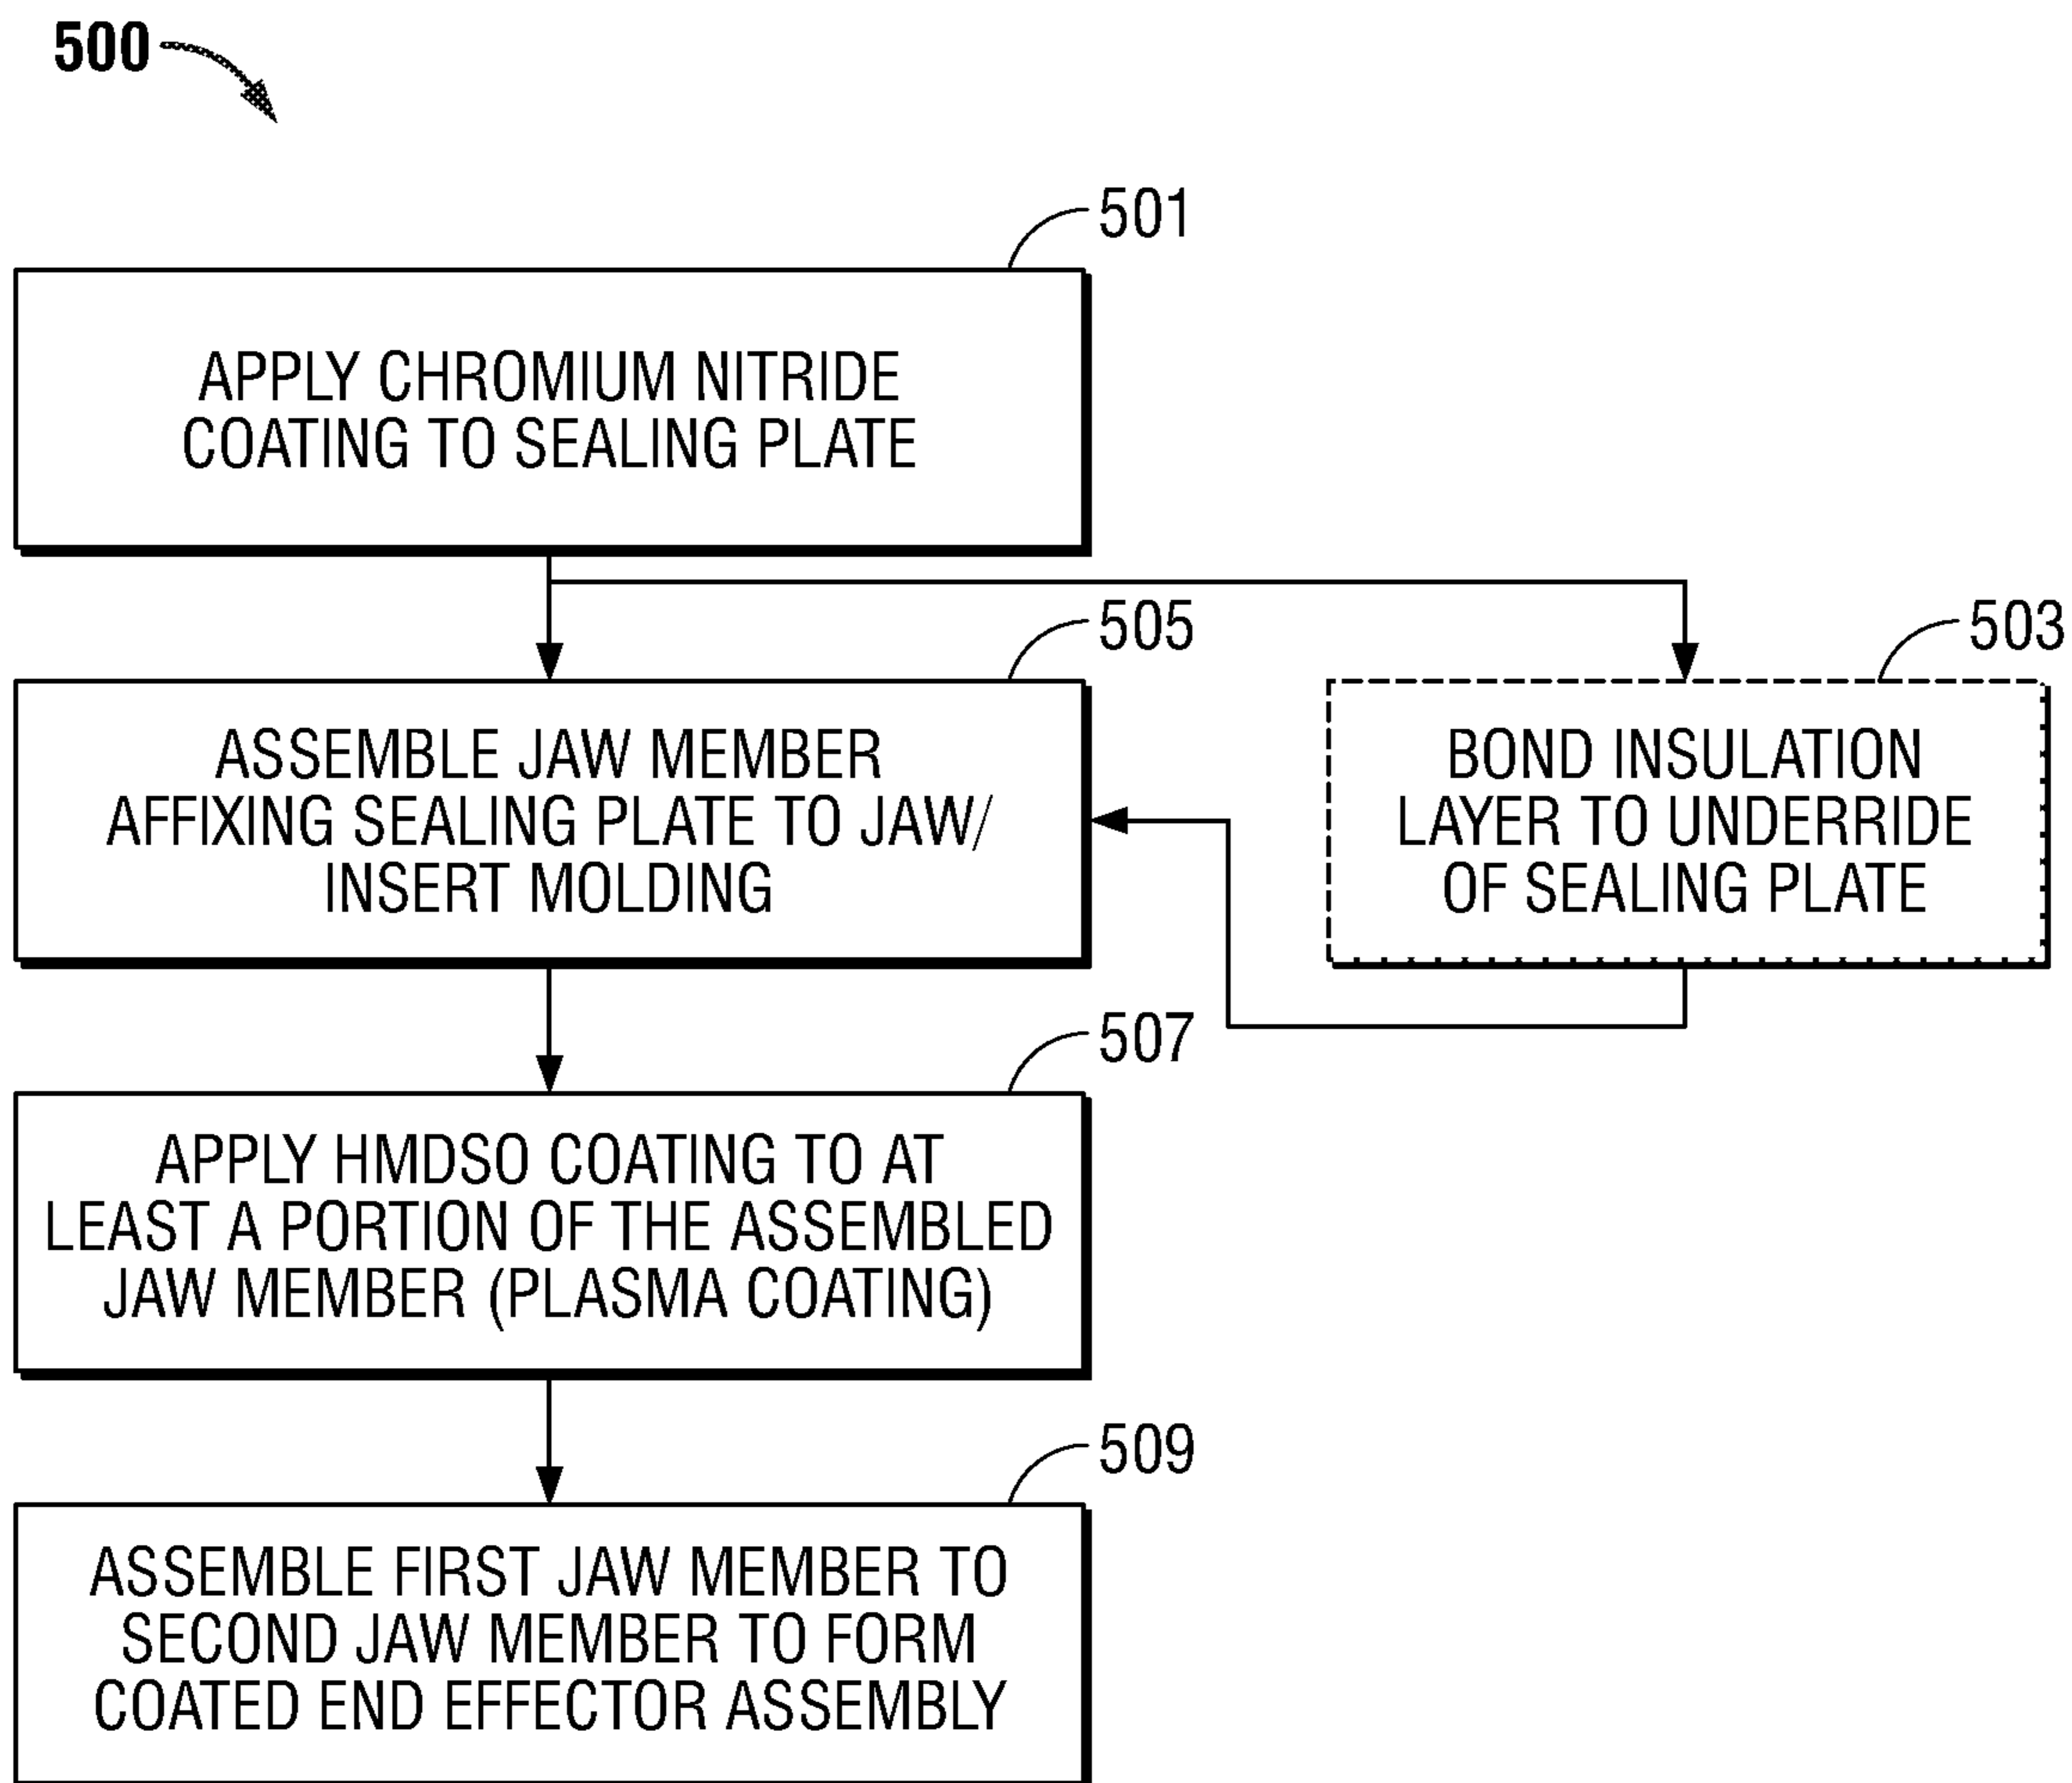 500
501
APPLY CHROMIUM NITRIDE
COATING TO SEALING PLATE
505
ASSEMBLE JAW MEMBER
AFFIXING SEALING PLATE TO JAW/
INSERT MOLDING
503
BOND INSULATION
LAYER TO UNDERRIDE
OF SEALING PLATE
507
APPLY HMDSO COATING TO AT
LEAST A PORTION OF THE ASSEMBLED
JAW MEMBER (PLASMA COATING)
509
ASSEMBLE FIRST JAW MEMBER TO
SECOND JAW MEMBER TO FORM
COATED END EFFECTOR ASSEMBLY